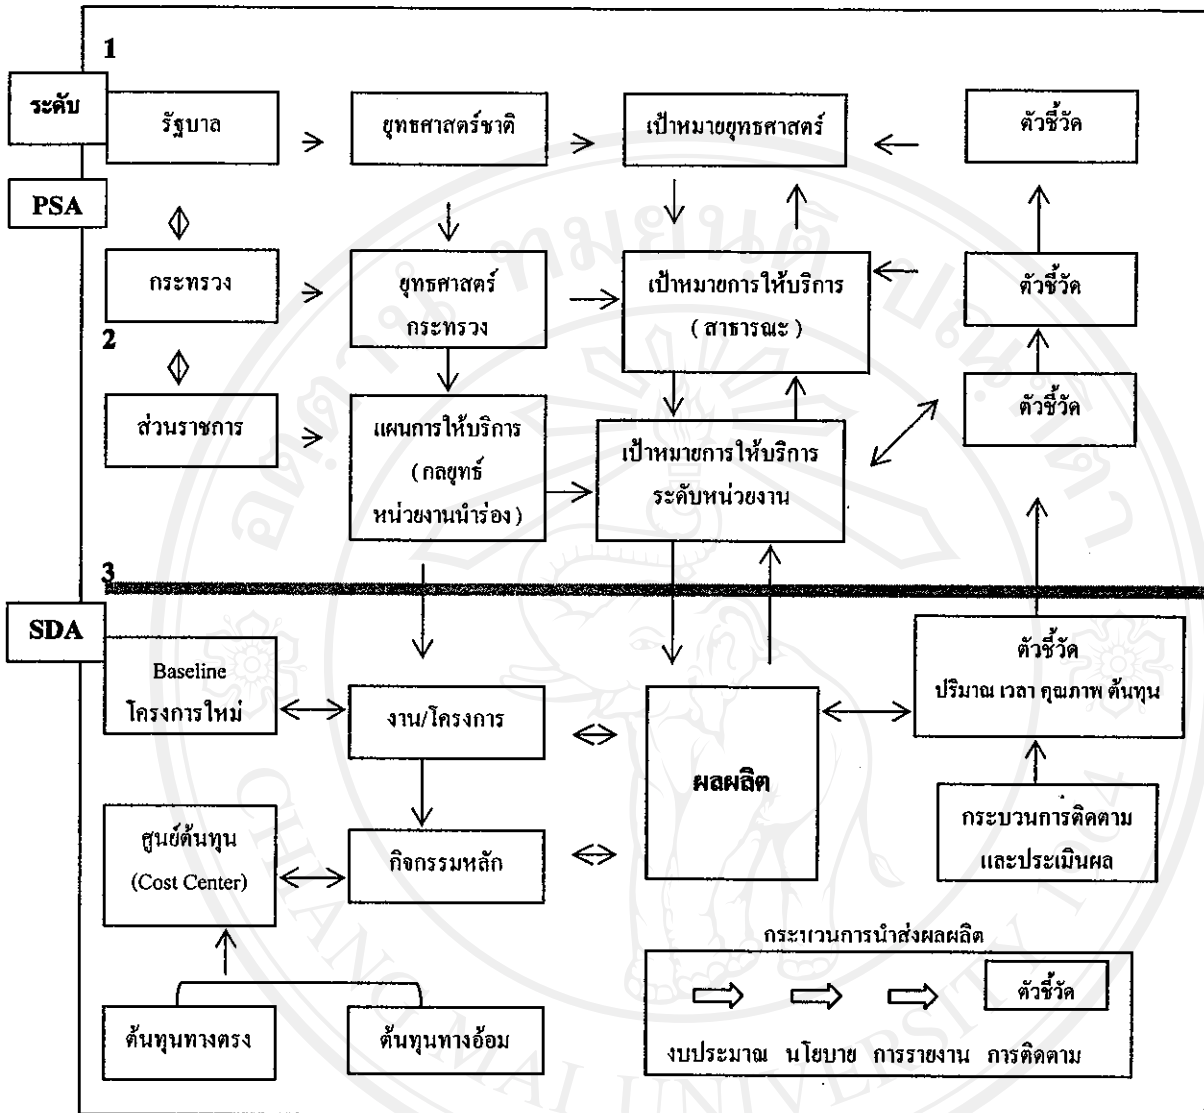 1
ระดับ
รัฐบาล
ยุทธศาสตร์ชาติ
เป้าหมายยุทธศาสตร์
ตัวชี้วัด
PSA
กระทรวง
ยุทธศาสตร์
กระทรวง
เป้าหมายการให้บริการ
( สาธารณะ )
ตัวชี้วัด
2
ส่วนราชการ
แผนการให้บริการ
( กลยุทธ์
หน่วยงานนำร่อง )
เป้าหมายการให้บริการ
ระดับหน่วยงาน
ตัวชี้วัด
3
SDA
Baseline
โครงการใหม่
งาน/โครงการ
ผลผลิต
ตัวชี้วัด
ปริมาณ เวลา คุณภาพ ต้นทุน
ศูนย์ต้นทุน
(Cost Center)
กิจกรรมหลัก
กระบวนการติดตาม
และประเมินผล
ต้นทุนทางตรง
ต้นทุนทางอ้อม
กระบวนการนำส่งผลผลิต
ตัวชี้วัด
งบประมาณ นโยบาย การรายงาน การติดตาม
CHIANG MAI UNIVERSITY 1964